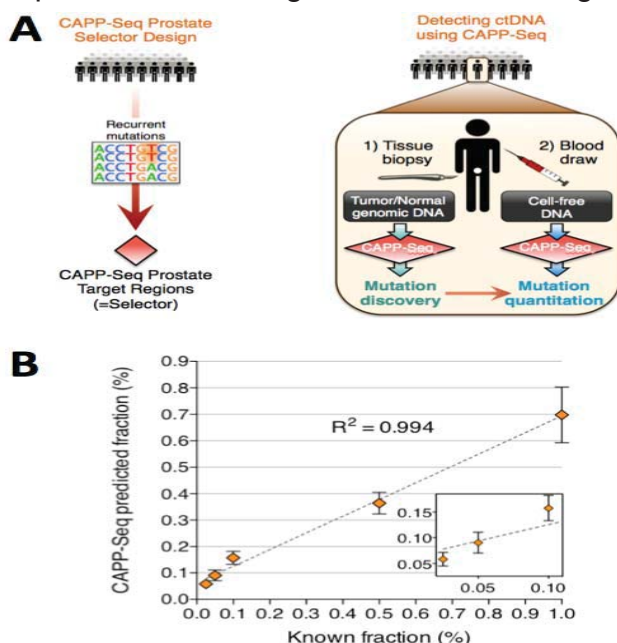 A
CAPP-Seq Prostate
Selector Design
Recurrent
mutations
ACCTGTCG
ACCTGTCG
ACCTGACG
ACCTGACG
CAPP-Seq Prostate
Target Regions
(=Selector)
Detecting ctDNA
using CAPP-Seq
1) Tissue
biopsy
2) Blood
draw
Tumor/Normal
genomic DNA
Cell-free
DNA
CAPP-Seq
CAPP-Seq
Mutation
discovery
Mutation
quantitation
B
CAPP-Seq predicted fraction (%)
0.9
0.8
0.7
0.6
0.5
0.4
0.3
0.2
0.1
0.0
R² = 0.994
0.15
0.10
0.05
0.05
0.10
0.0 0.1 0.2 0.3 0.4 0.5 0.6 0.7 0.8 0.9 1.0
Known fraction (%)